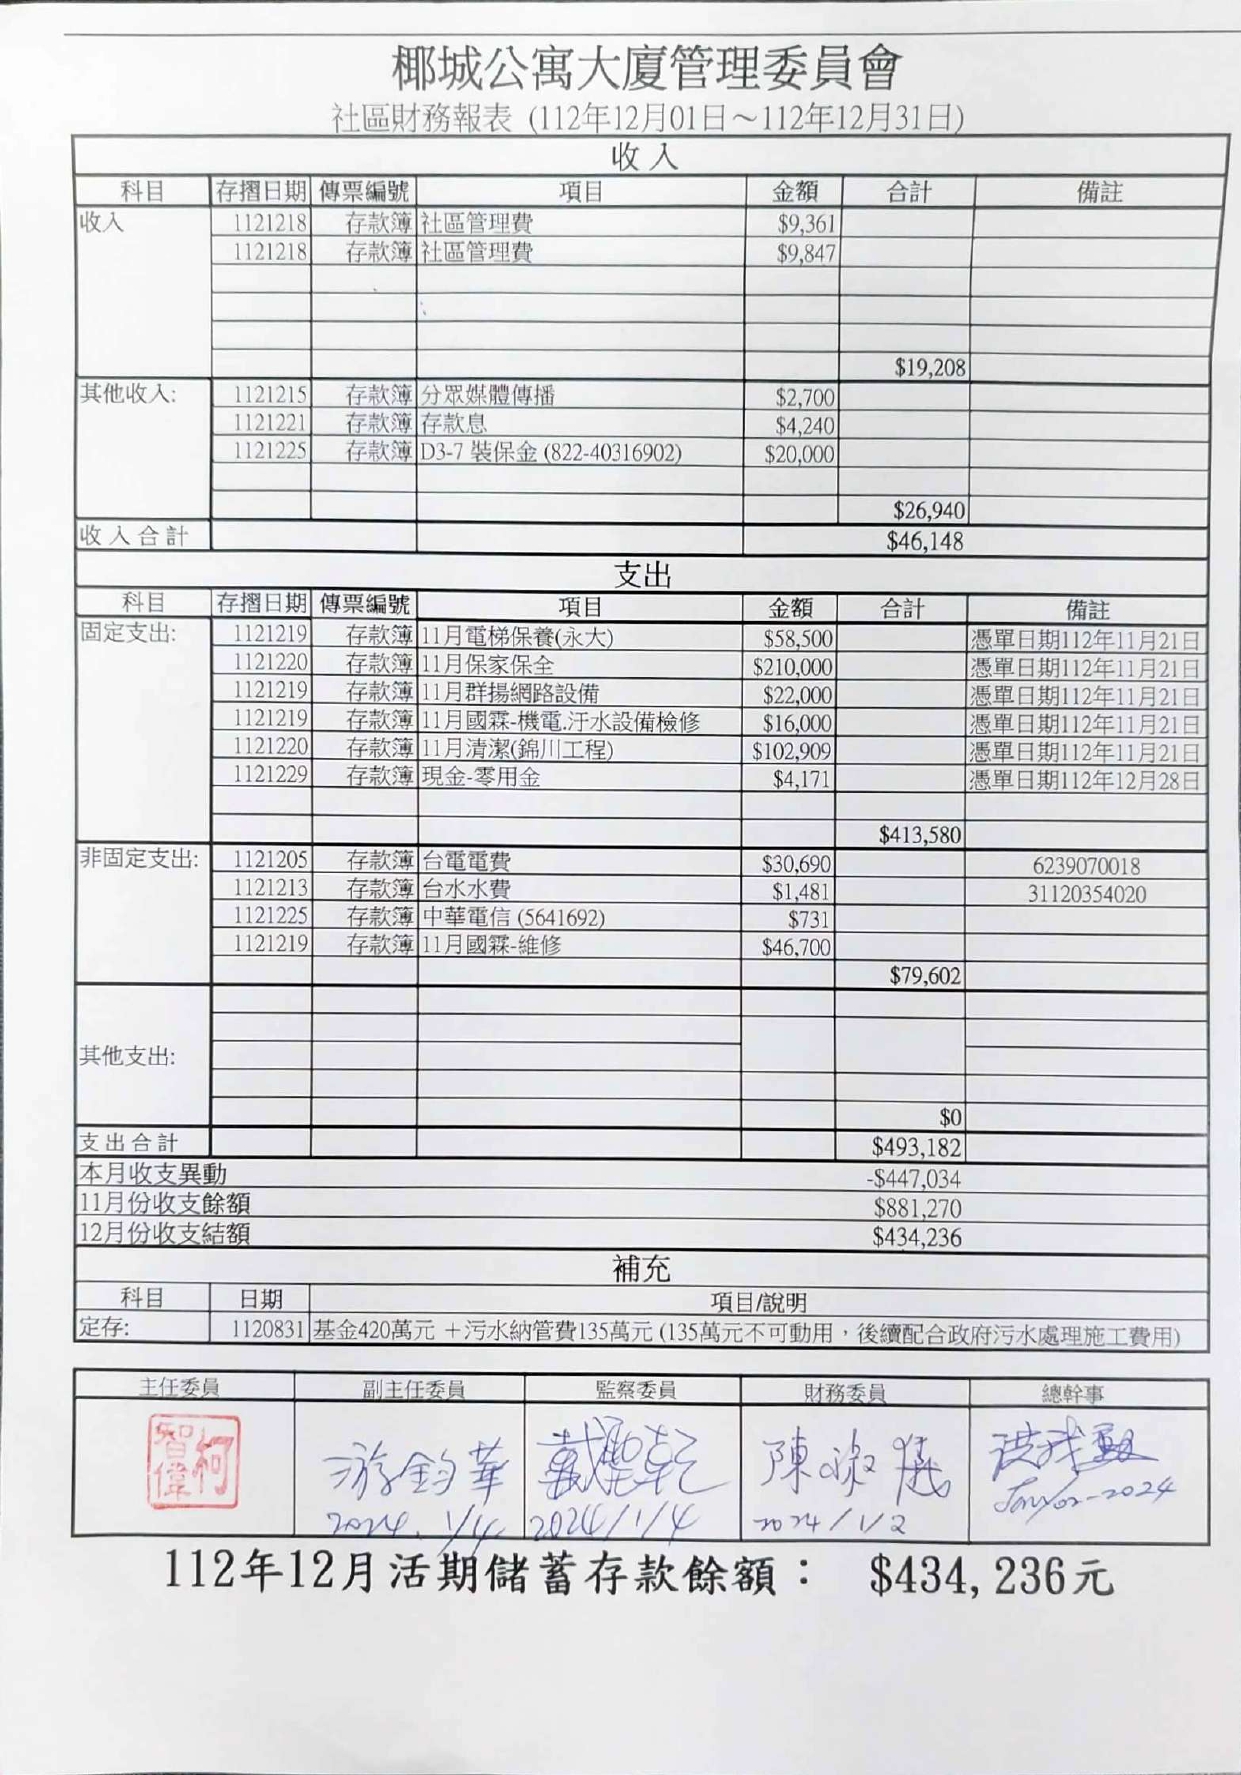 椰城公寓大廈管理委員會
社區財務報表 (112年12月01日～112年12月31日)
收入
科目 存摺日期 傳票編號 項目 金額 合計 備註
收入 1121218 存款簿 社區管理費 $9,361
1121218 存款簿 社區管理費 $9,847
$19,208
其他收入: 1121215 存款簿 分眾媒體傳播 $2,700
1121221 存款簿 存款息 $4,240
1121225 存款簿 D3-7 裝保金 (822-40316902) $20,000
$26,940
收入合計 $46,148
支出
科目 存摺日期 傳票編號 項目 金額 合計 備註
固定支出: 1121219 存款簿 11月電梯保養(永大) $58,500 憑單日期112年11月21日
1121220 存款簿 11月保家保全 $210,000 憑單日期112年11月21日
1121219 存款簿 11月群揚網路設備 $22,000 憑單日期112年11月21日
1121219 存款簿 11月國霖-機電.汙水設備檢修 $16,000 憑單日期112年11月21日
1121220 存款簿 11月清潔(錦川工程) $102,909 憑單日期112年11月21日
1121229 存款簿 現金-零用金 $4,171 憑單日期112年12月28日
$413,580
非固定支出: 1121205 存款簿 台電電費 $30,690 6239070018
1121213 存款簿 台水水費 $1,481 31120354020
1121225 存款簿 中華電信 (5641692) $731
1121219 存款簿 11月國霖-維修 $46,700
$79,602
其他支出:
$0
支出合計 $493,182
本月收支異動 -$447,034
11月份收支餘額 $881,270
12月份收支結額 $434,236
補充
科目 日期 項目/說明
定存: 1120831 基金420萬元 ＋污水納管費135萬元 (135萬元不可動用，後續配合政府污水處理施工費用)
主任委員 副主任委員 監察委員 財務委員 總幹事
柯智偉 游鈞華 戴聖乾 陳淑儀
2024.1/4 2024/1/4 2024/1/2 Jan/02-2024
112年12月活期儲蓄存款餘額： $434,236元